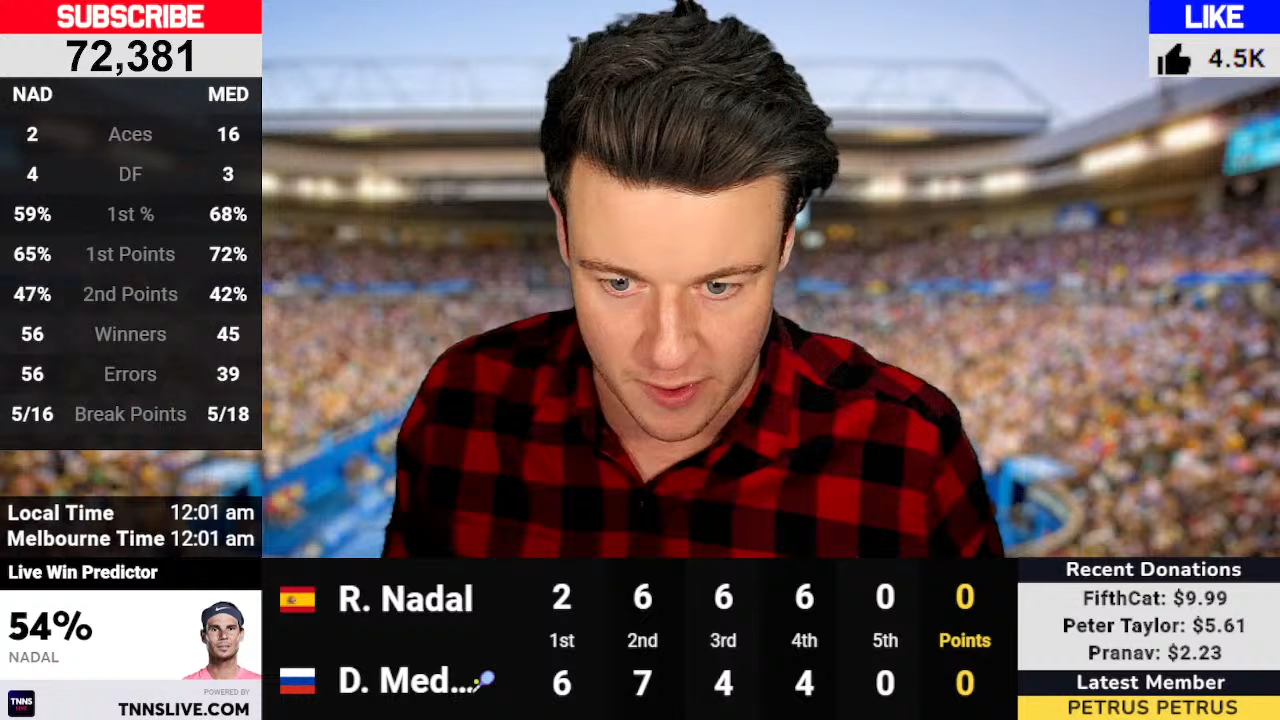 SUBSCRIBE
72,381
NAD MED
2 Aces 16
4 DF 3
59% 1st % 68%
65% 1st Points 72%
47% 2nd Points 42%
56 Winners 45
56 Errors 39
5/16 Break Points 5/18
Local Time 12:01 am
Melbourne Time 12:01 am
Live Win Predictor
54%
NADAL
TNNS
LIVE
POWERED BY
TNNSLIVE.COM
LIKE
4.5K
R. Nadal 2 6 6 6 0 0
1st 2nd 3rd 4th 5th Points
D. Med... 6 7 4 4 0 0
Recent Donations
FifthCat: $9.99
Peter Taylor: $5.61
Pranav: $2.23
Latest Member
PETRUS PETRUS